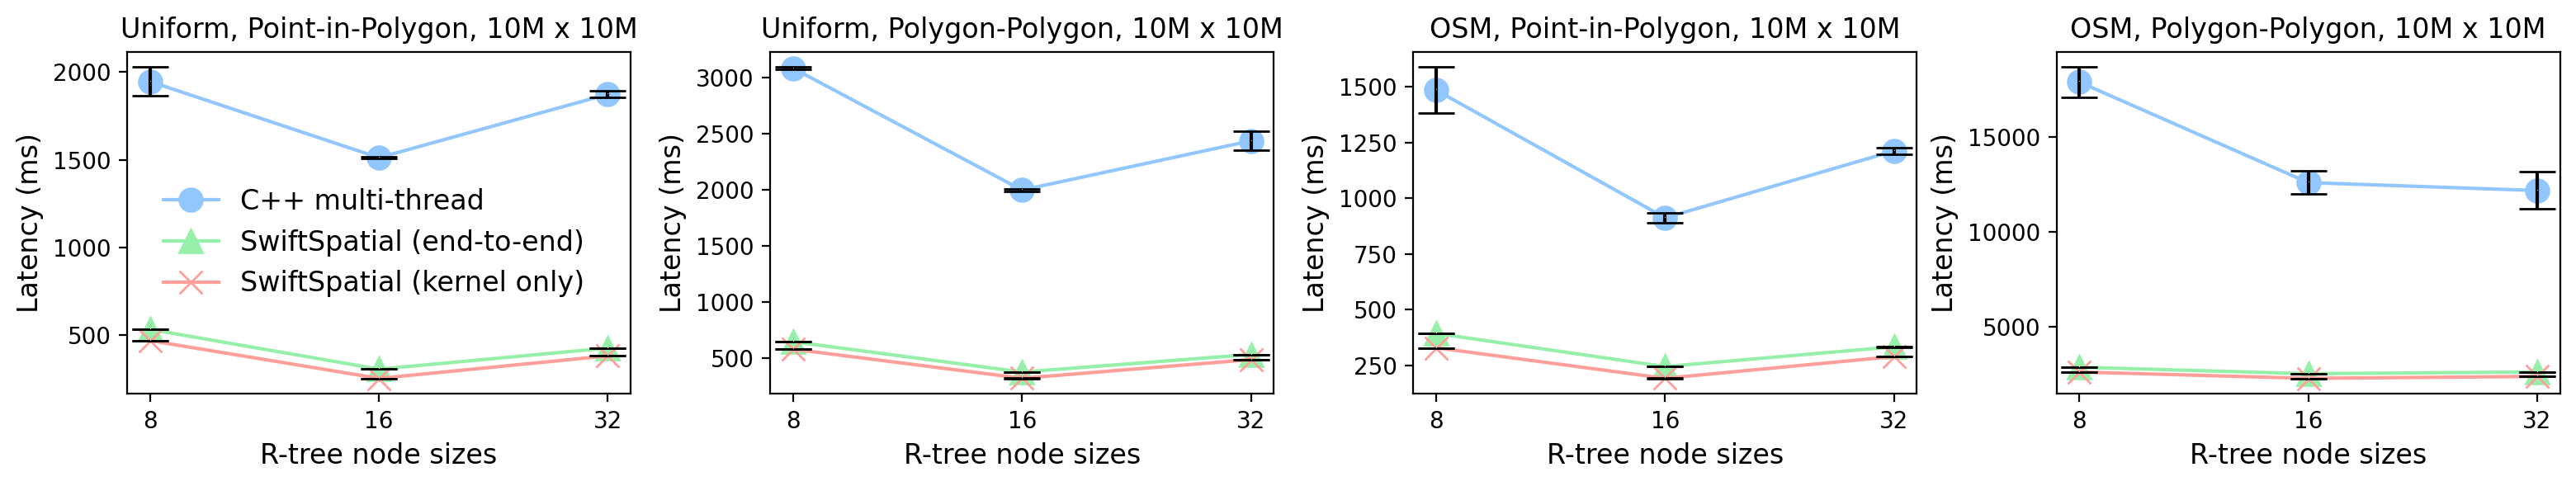 Uniform, Point-in-Polygon, 10M x 10M
2000
1500
1000
500
Latency (ms)
C++ multi-thread
SwiftSpatial (end-to-end)
SwiftSpatial (kernel only)
8
16
32
R-tree node sizes
Uniform, Polygon-Polygon, 10M x 10M
3000
2500
2000
1500
1000
500
Latency (ms)
8
16
32
R-tree node sizes
OSM, Point-in-Polygon, 10M x 10M
1500
1250
1000
750
500
250
Latency (ms)
8
16
32
R-tree node sizes
OSM, Polygon-Polygon, 10M x 10M
15000
10000
5000
Latency (ms)
8
16
32
R-tree node sizes